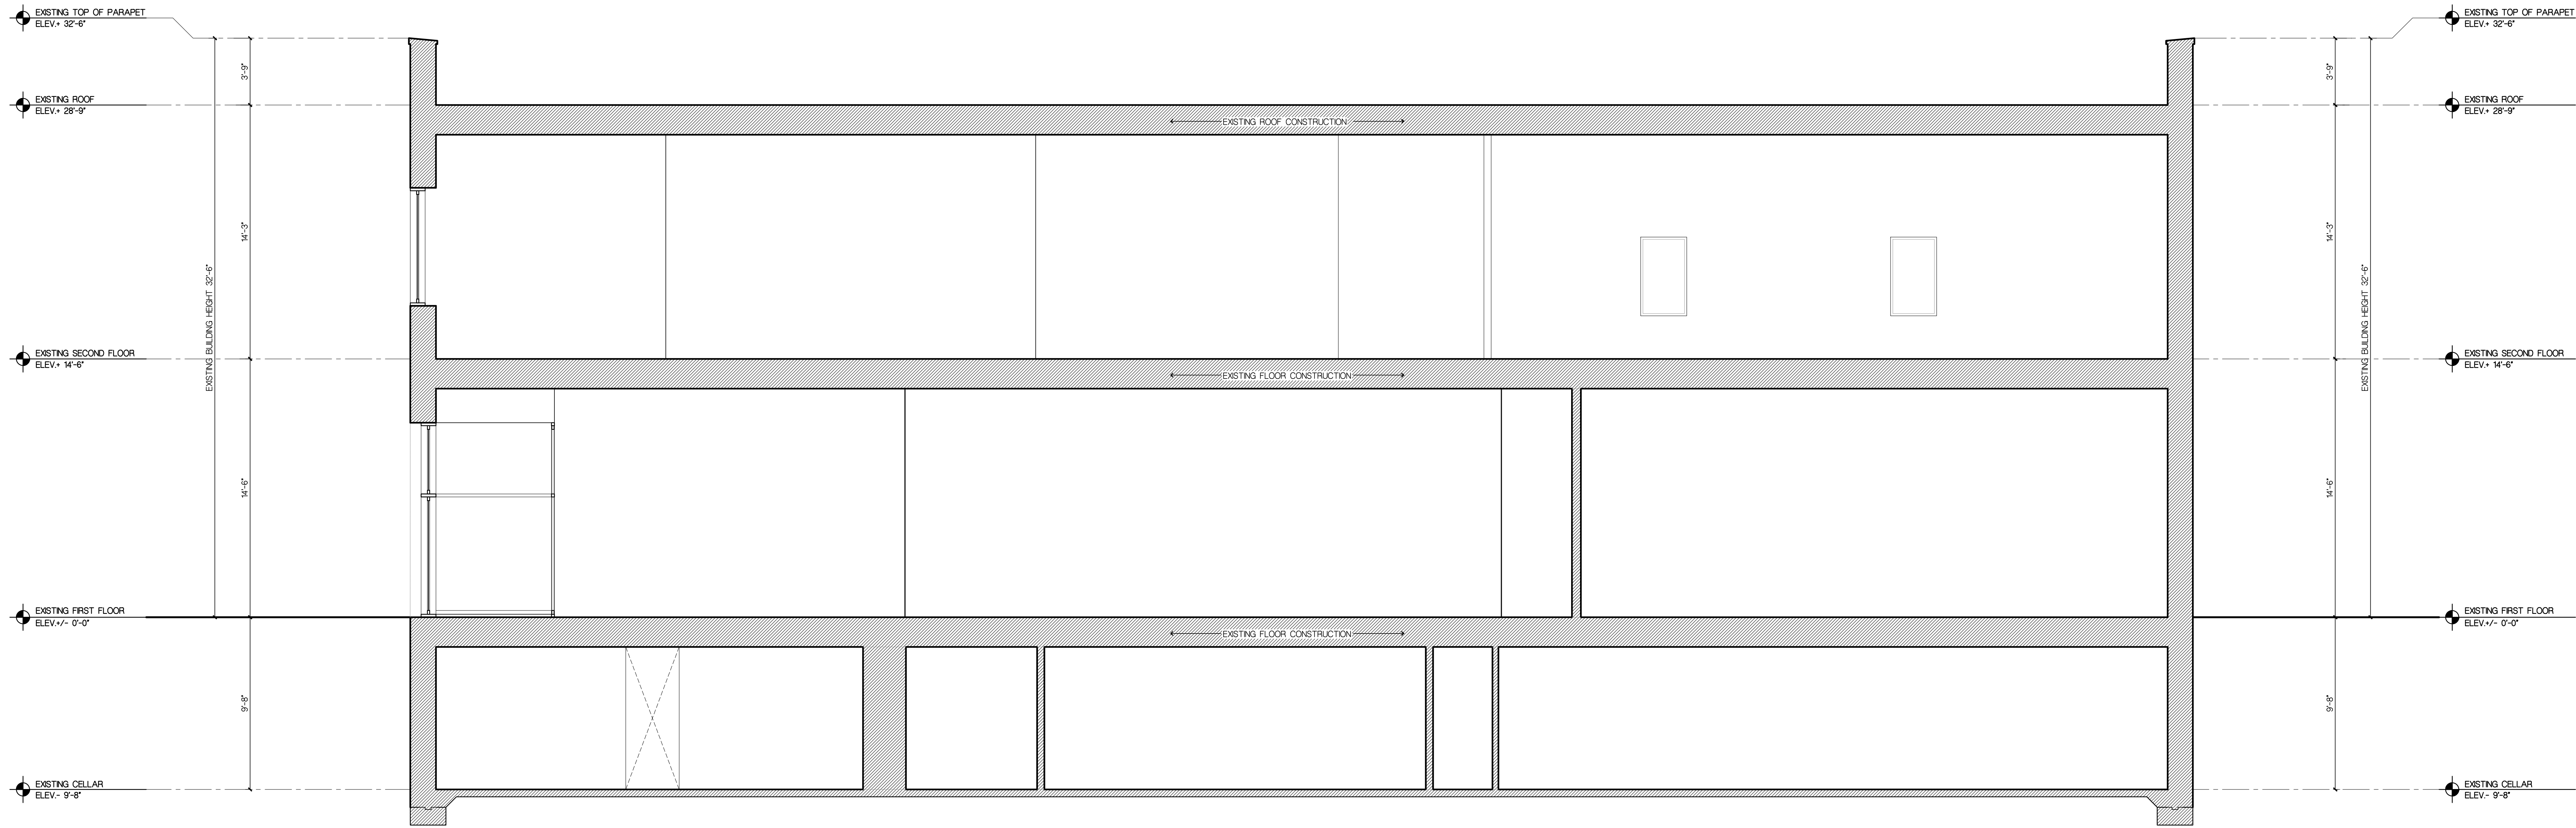 EXISTING TOP OF PARAPET
ELEV.+ 32'-6"
EXISTING TOP OF PARAPET
ELEV.+ 32'-6"
3'-9"
3'-9"
EXISTING ROOF
ELEV.+ 28'-9"
EXISTING ROOF
ELEV.+ 28'-9"
EXISTING ROOF CONSTRUCTION
14'-3"
14'-3"
EXISTING BUILDING HEIGHT 32'-6"
EXISTING BUILDING HEIGHT 32'-6"
EXISTING SECOND FLOOR
ELEV.+ 14'-6"
EXISTING SECOND FLOOR
ELEV.+ 14'-6"
EXISTING FLOOR CONSTRUCTION
14'-6"
14'-6"
EXISTING FIRST FLOOR
ELEV.+/- 0'-0"
EXISTING FIRST FLOOR
ELEV.+/- 0'-0"
EXISTING FLOOR CONSTRUCTION
9'-8"
9'-8"
EXISTING CELLAR
ELEV.- 9'-8"
EXISTING CELLAR
ELEV.- 9'-8"